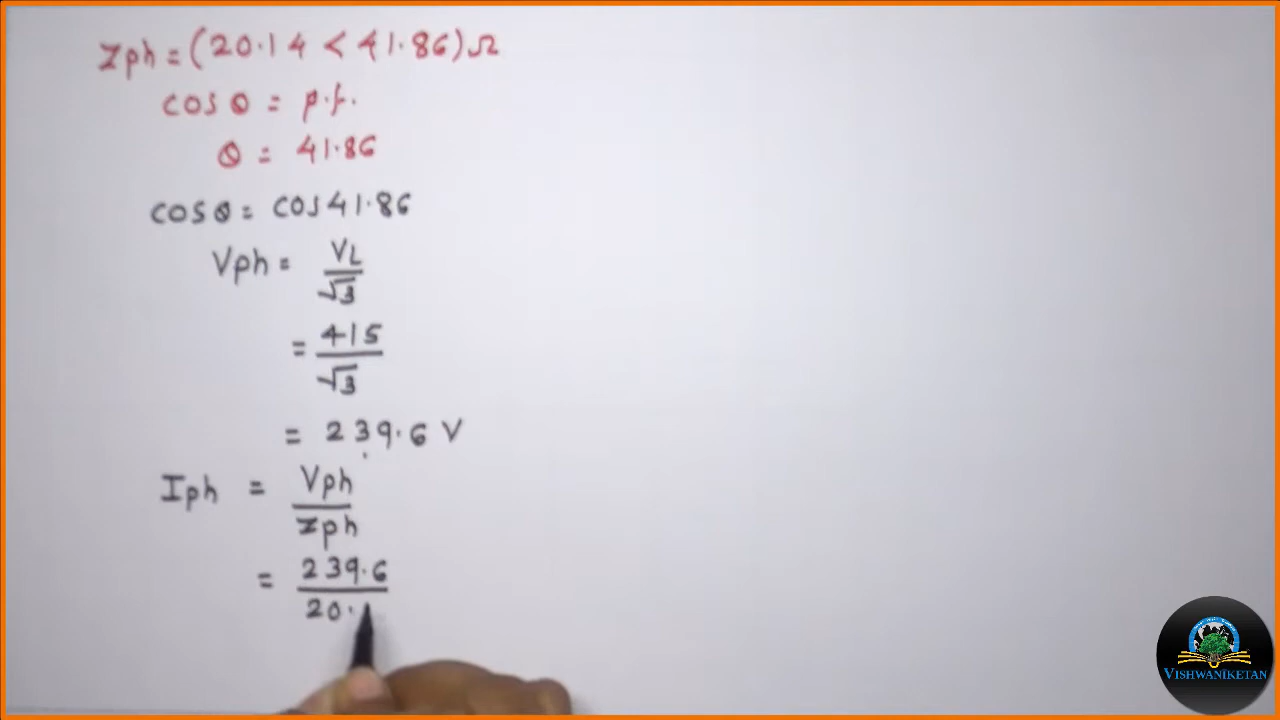 Zph = (20.14 < 41.86) Ω
cos θ = p.f.
θ = 41.86
cos θ = cos 41.86
Vph = VL
√3
= 415
√3
= 239.6 V
Iph = Vph
Zph
= 239.6
20.1
VISHWANIKETAN